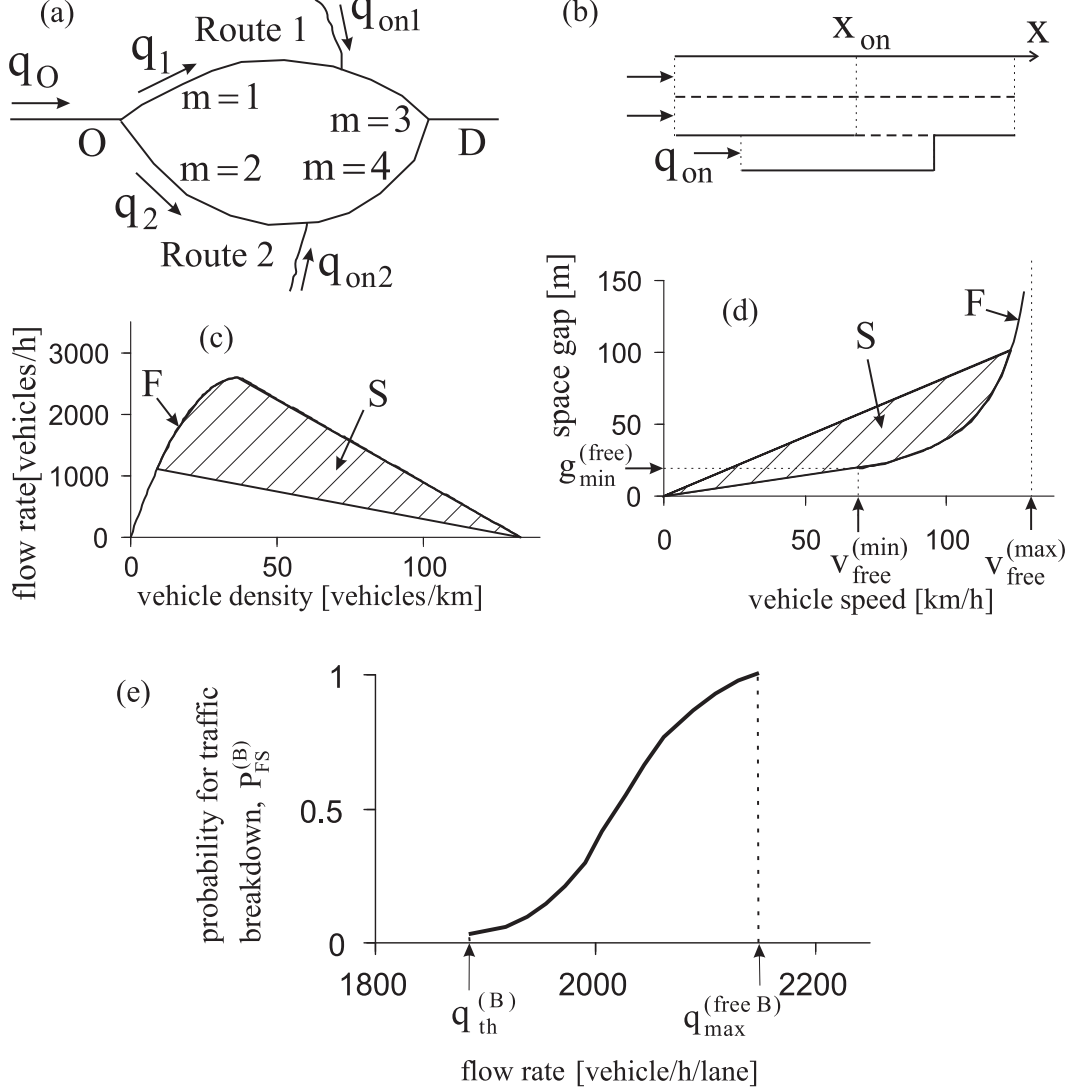 (a)
Route 1
q_on1
q_O
q_1
m = 1
m = 3
O
D
m = 2
m = 4
q_2
Route 2
q_on2
(b)
x_on
x
q_on
(c)
flow rate[vehicles/h]
3000
2000
1000
0
F
S
0 50 100
vehicle density [vehicles/km]
(d)
space gap [m]
150
100
50
0
g_min^(free)
F
S
0 50 100
v_free^(min)
v_free^(max)
vehicle speed [km/h]
(e)
probability for traffic
breakdown, P_FS^(B)
1
0.5
0
1800 2000 2200
q_th^(B)
q_max^(free B)
flow rate [vehicle/h/lane]